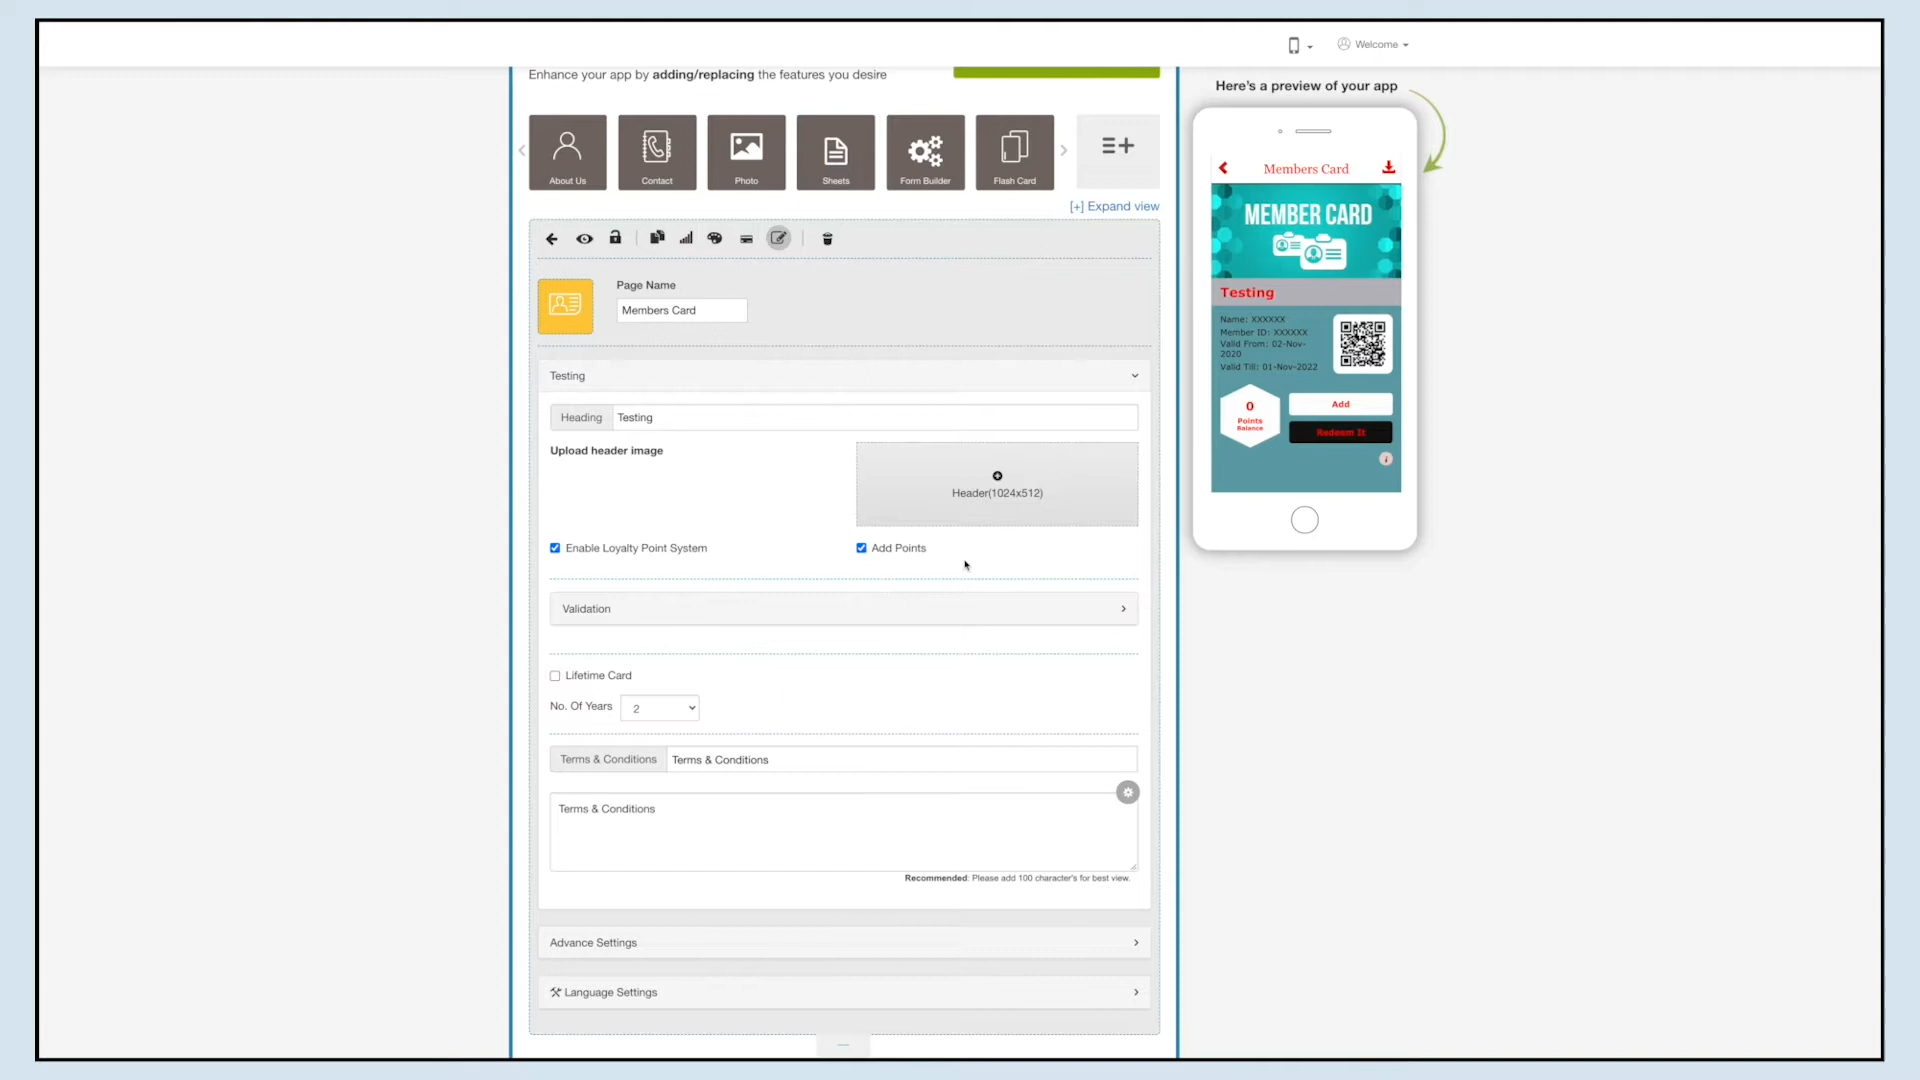 Welcome
Enhance your app by adding/replacing the features you desire
Here's a preview of your app
About Us
Contact
Photo
Sheets
Form Builder
Flash Card
[+] Expand view
Page Name
Members Card
Testing
Heading
Testing
Upload header image
Header(1024x512)
Enable Loyalty Point System
Add Points
Validation
Lifetime Card
No. Of Years
2
Terms & Conditions
Terms & Conditions
Terms & Conditions
Recommended: Please add 100 character's for best view.
Advance Settings
Language Settings
Members Card
MEMBER CARD
Testing
Name: XXXXXX
Member ID: XXXXXX
Valid From: 02-Nov-
2020
Valid Till: 01-Nov-2022
0
Points
Balance
Add
Redeem It
i